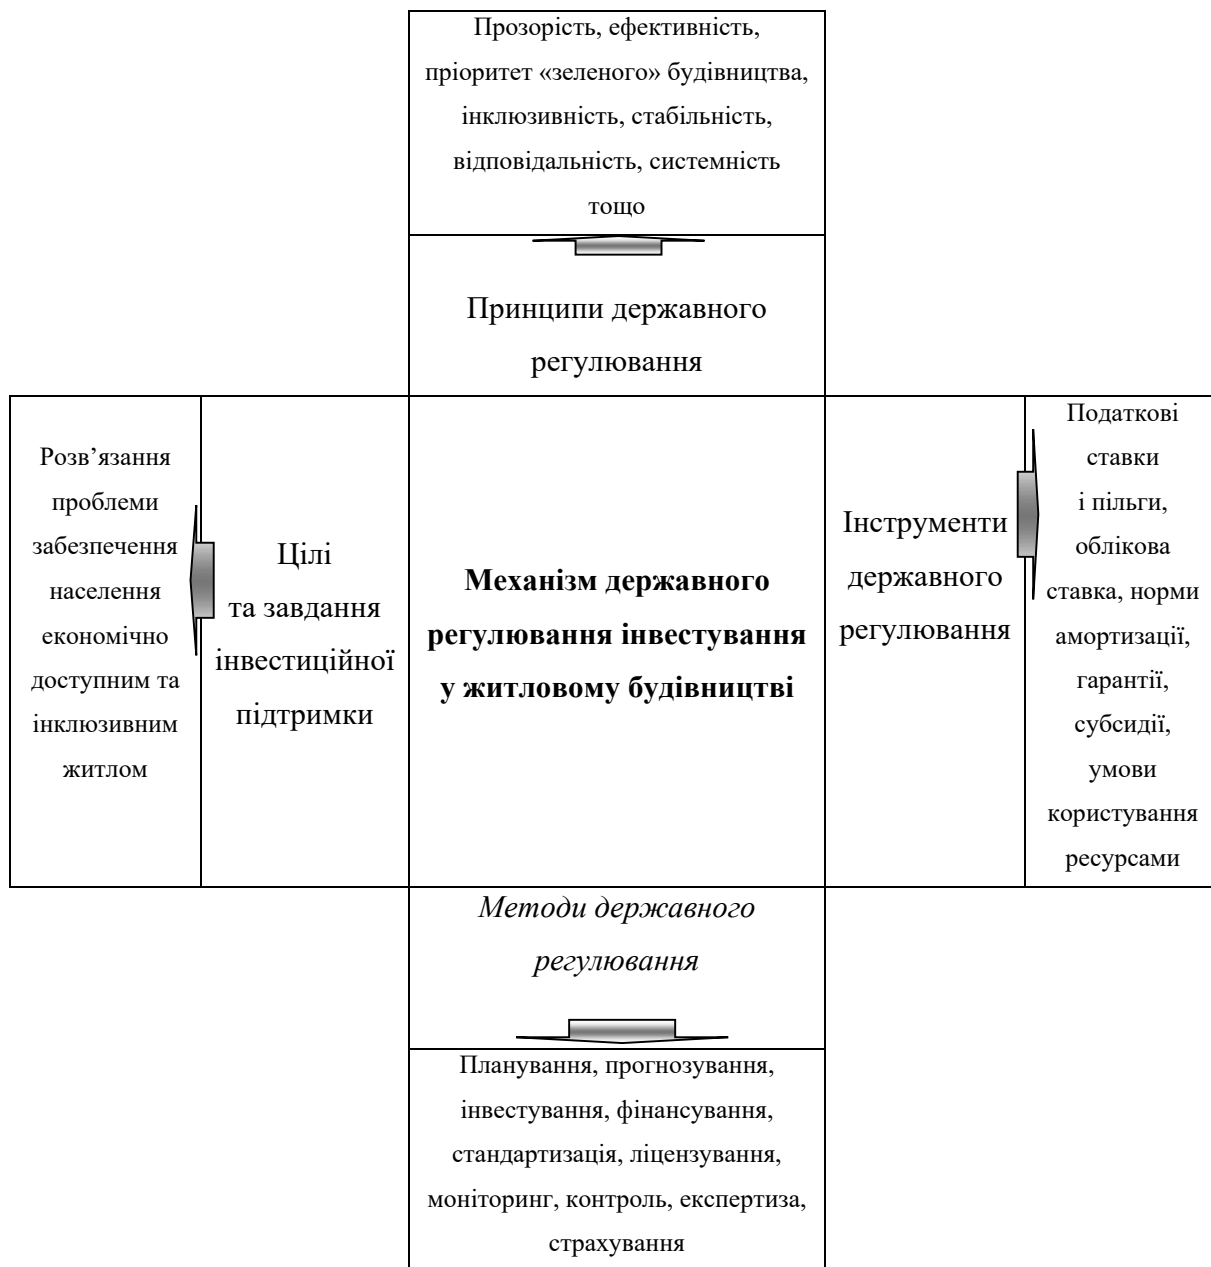 Прозорість, ефективність,
пріоритет «зеленого» будівництва,
інклюзивність, стабільність,
відповідальність, системність
тощо
Принципи державного
регулювання
Розв’язання
проблеми
забезпечення
населення
економічно
доступним та
інклюзивним
житлом
Цілі
та завдання
інвестиційної
підтримки
Механізм державного
регулювання інвестування
у житловому будівництві
Інструменти
державного
регулювання
Податкові
ставки
і пільги,
облікова
ставка, норми
амортизації,
гарантії,
субсидії,
умови
користування
ресурсами
Методи державного
регулювання
Планування, прогнозування,
інвестування, фінансування,
стандартизація, ліцензування,
моніторинг, контроль, експертиза,
страхування